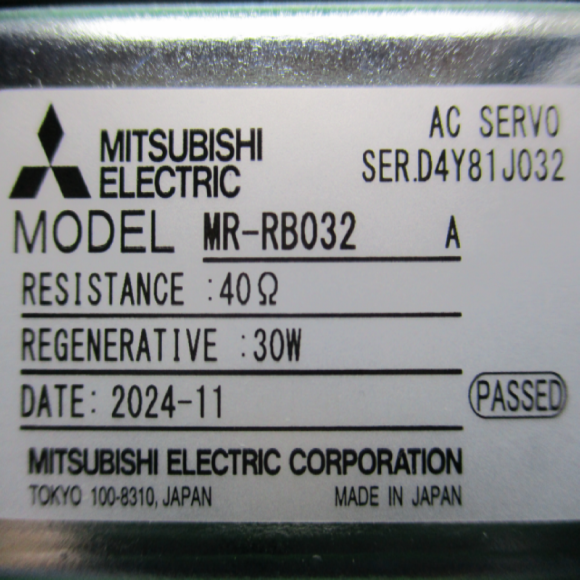 MITSUBISHI
ELECTRIC
AC SERVO
SER.D4Y81J032
MODEL MR-RB032 A
RESISTANCE :40Ω
REGENERATIVE :30W
DATE: 2024-11
PASSED
MITSUBISHI ELECTRIC CORPORATION
TOKYO 100-8310, JAPAN MADE IN JAPAN